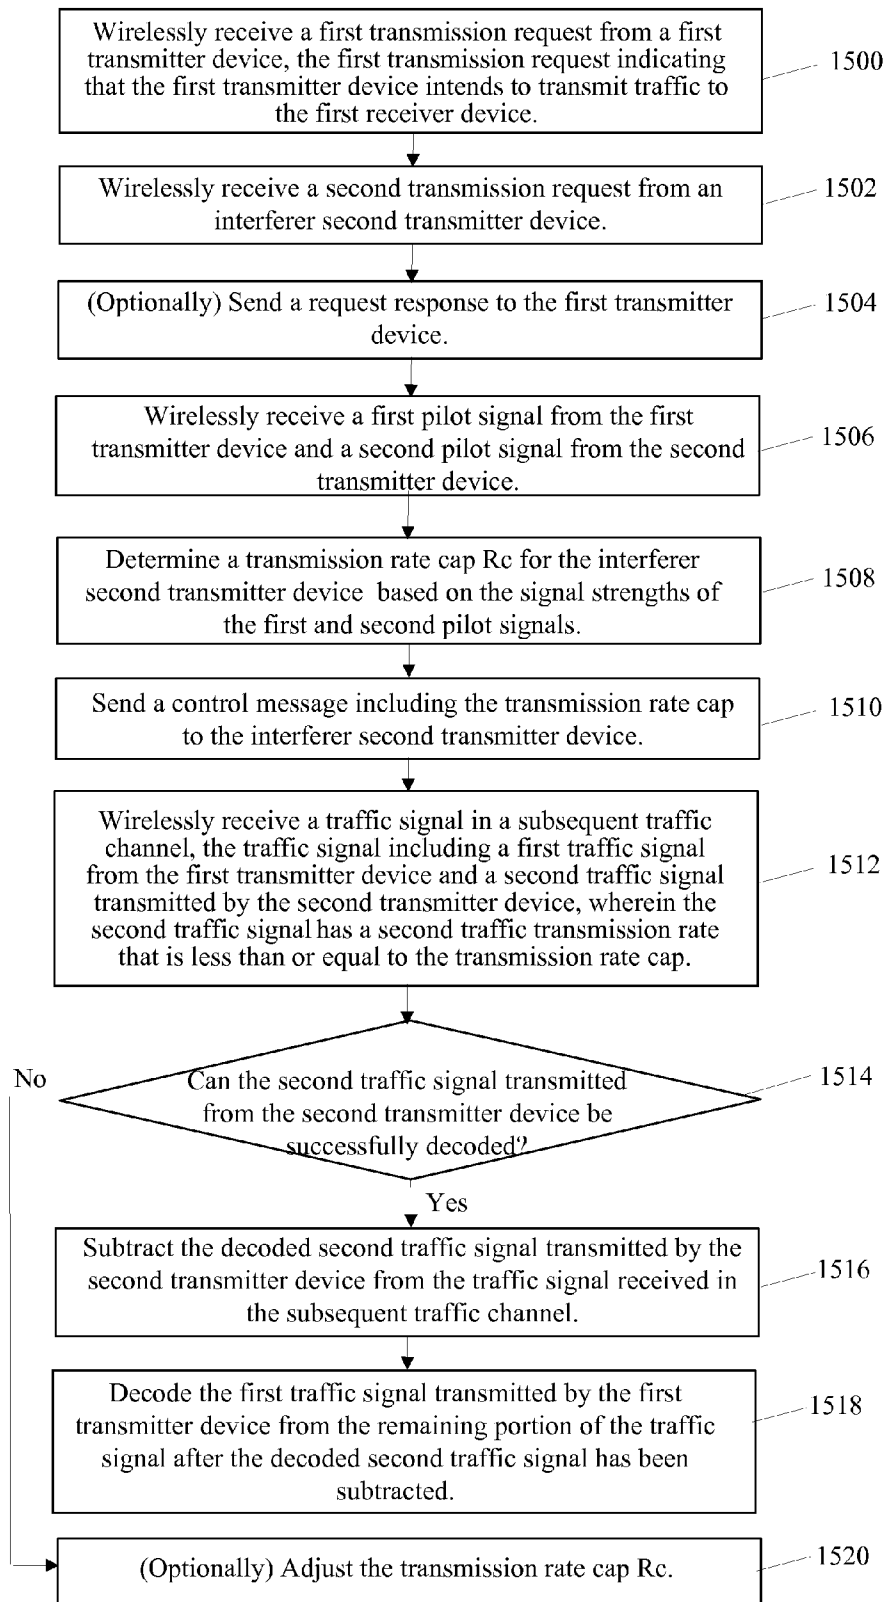 Wirelessly receive a first transmission request from a first
transmitter device, the first transmission request indicating
that the first transmitter device intends to transmit traffic to
the first receiver device.
1500
Wirelessly receive a second transmission request from an
interferer second transmitter device.
1502
(Optionally) Send a request response to the first transmitter
device.
1504
Wirelessly receive a first pilot signal from the first
transmitter device and a second pilot signal from the second
transmitter device.
1506
Determine a transmission rate cap Rc for the interferer
second transmitter device based on the signal strengths of
the first and second pilot signals.
1508
Send a control message including the transmission rate cap
to the interferer second transmitter device.
1510
Wirelessly receive a traffic signal in a subsequent traffic
channel, the traffic signal including a first traffic signal
from the first transmitter device and a second traffic signal
transmitted by the second transmitter device, wherein the
second traffic signal has a second traffic transmission rate
that is less than or equal to the transmission rate cap.
1512
No
Can the second traffic signal transmitted
from the second transmitter device be
successfully decoded?
1514
Yes
Subtract the decoded second traffic signal transmitted by the
second transmitter device from the traffic signal received in
the subsequent traffic channel.
1516
Decode the first traffic signal transmitted by the first
transmitter device from the remaining portion of the traffic
signal after the decoded second traffic signal has been
subtracted.
1518
(Optionally) Adjust the transmission rate cap Rc.
1520